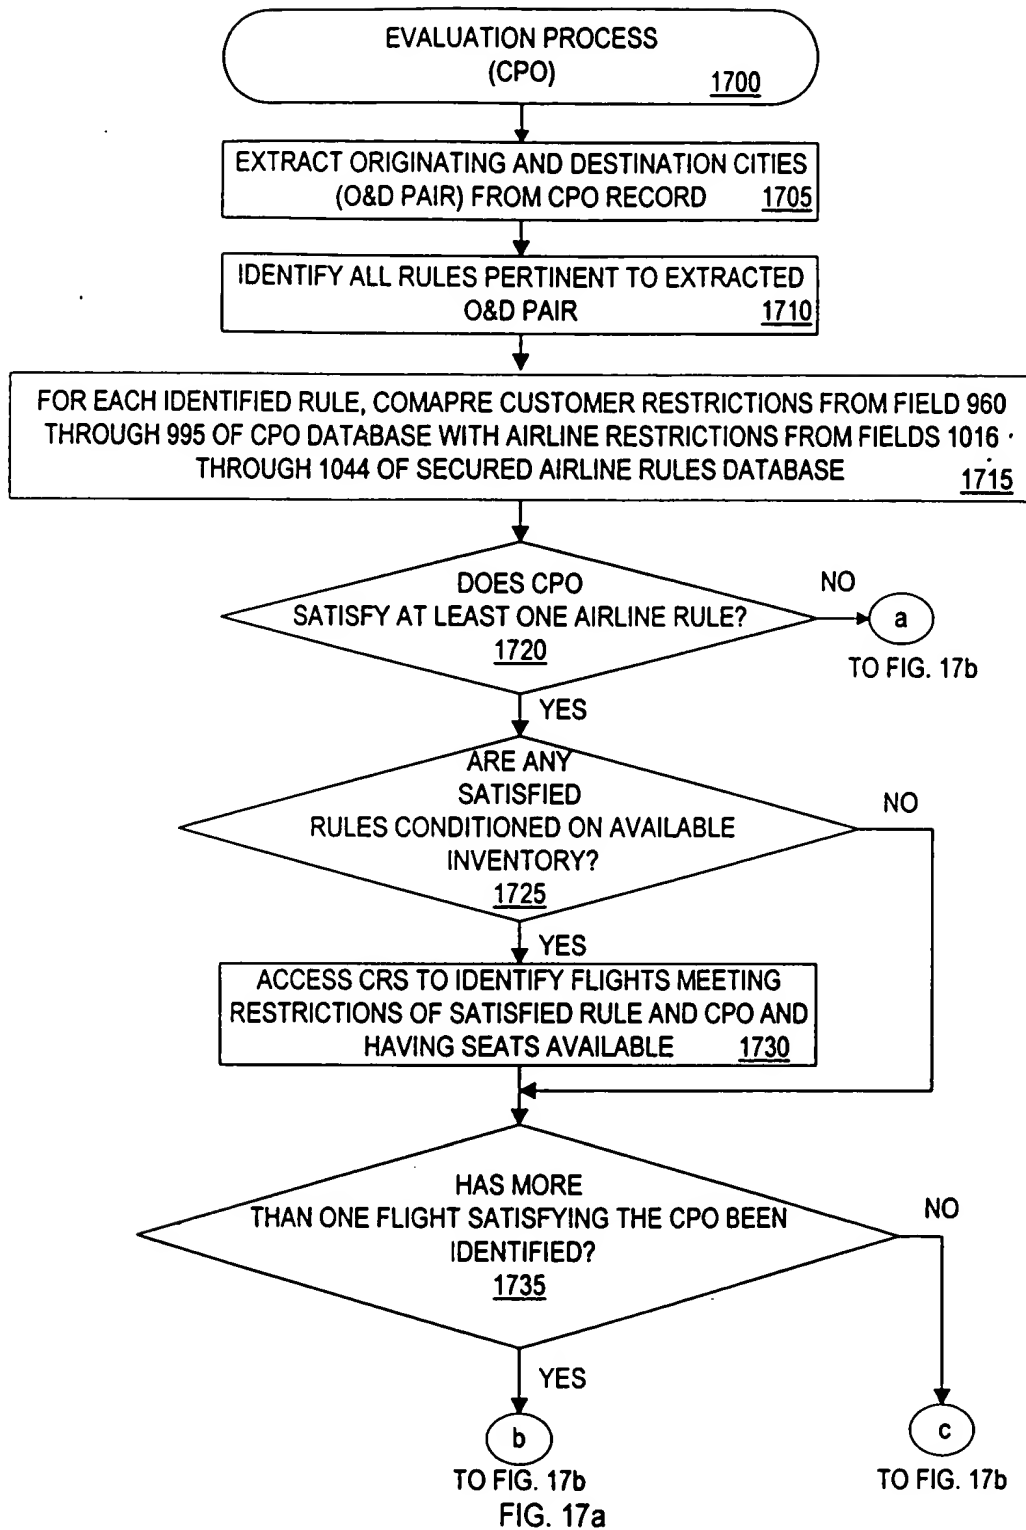 EVALUATION PROCESS
(CPO)
1700
EXTRACT ORIGINATING AND DESTINATION CITIES
(O&D PAIR) FROM CPO RECORD 1705
IDENTIFY ALL RULES PERTINENT TO EXTRACTED
O&D PAIR 1710
FOR EACH IDENTIFIED RULE, COMAPRE CUSTOMER RESTRICTIONS FROM FIELD 960
THROUGH 995 OF CPO DATABASE WITH AIRLINE RESTRICTIONS FROM FIELDS 1016
THROUGH 1044 OF SECURED AIRLINE RULES DATABASE 1715
DOES CPO
SATISFY AT LEAST ONE AIRLINE RULE?
1720
NO
a
TO FIG. 17b
YES
ARE ANY
SATISFIED
RULES CONDITIONED ON AVAILABLE
INVENTORY?
1725
NO
YES
ACCESS CRS TO IDENTIFY FLIGHTS MEETING
RESTRICTIONS OF SATISFIED RULE AND CPO AND
HAVING SEATS AVAILABLE 1730
HAS MORE
THAN ONE FLIGHT SATISFYING THE CPO BEEN
IDENTIFIED?
1735
NO
YES
b
TO FIG. 17b
c
TO FIG. 17b
FIG. 17a